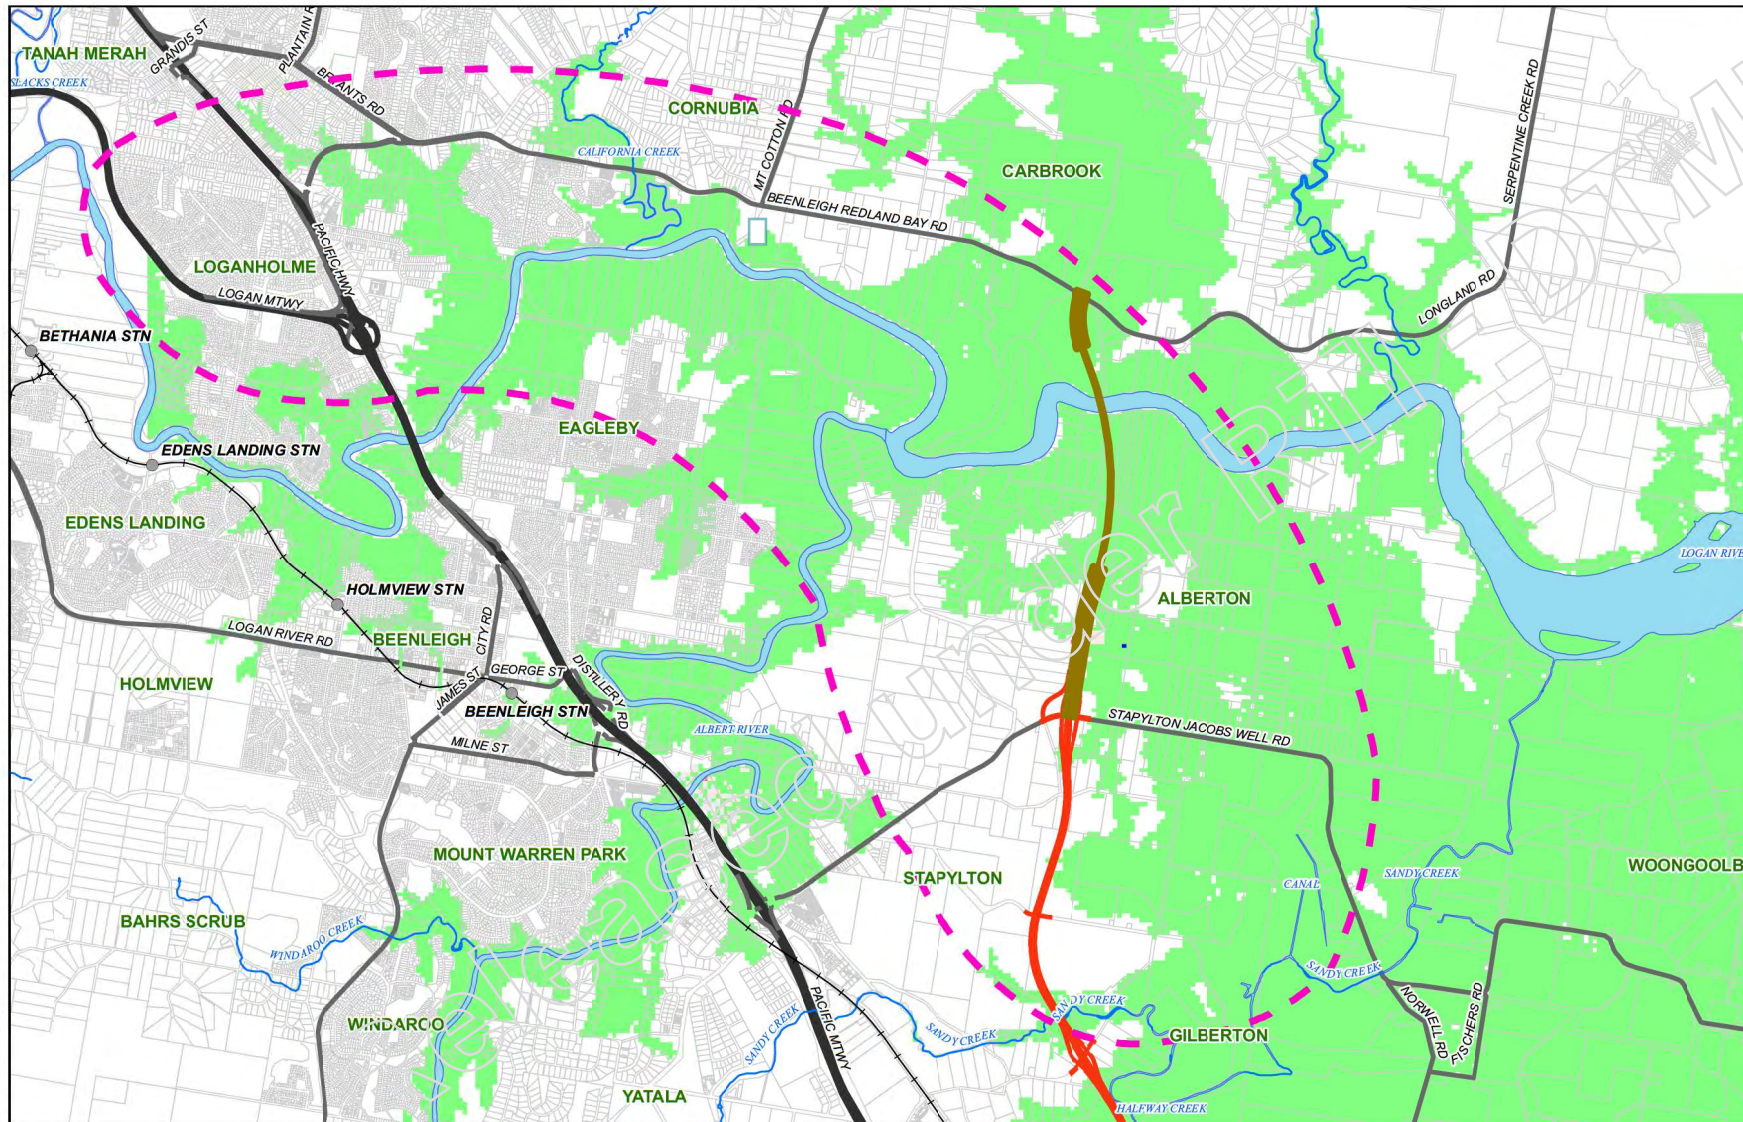 GRANDIS ST
PLANTAIN R
TANAH MERAH
SLACKS CREEK
BRYANTS RD
CORNUBIA
MT COTTON RD
SERPENTINE CREEK RD
CALIFORNIA CREEK
CARBROOK
BEENLEIGH REDLAND BAY RD
PACIFIC HWY
LOGANHOLME
LOGAN MTWY
LONGLAND RD
BETHANIA STN
EAGLEBY
EDENS LANDING STN
EDENS LANDING
LOGAN RIVE
HOLMVIEW STN
ALBERTON
LOGAN RIVER RD
BEENLEIGH
CITY RD
GEORGE ST
DISTILLERY RD
HOLMVIEW
JAMES ST
BEENLEIGH STN
STAPYLTON JACOBS WELL RD
ALBERT RIVER
MILNE ST
MOUNT WARREN PARK
STAPYLTON
CANAL
SANDY CREEK
WOONGOOLB
BAHRS SCRUB
WINDAROO CREEK
SANDY CREEK
WINDAROO
PACIFIC MTWY
SANDY CREEK
SANDY CREEK
SANDY CREEK
GILBERTON
NORWELL RD
FISCHERS RD
YATALA
HALFWAY CREEK